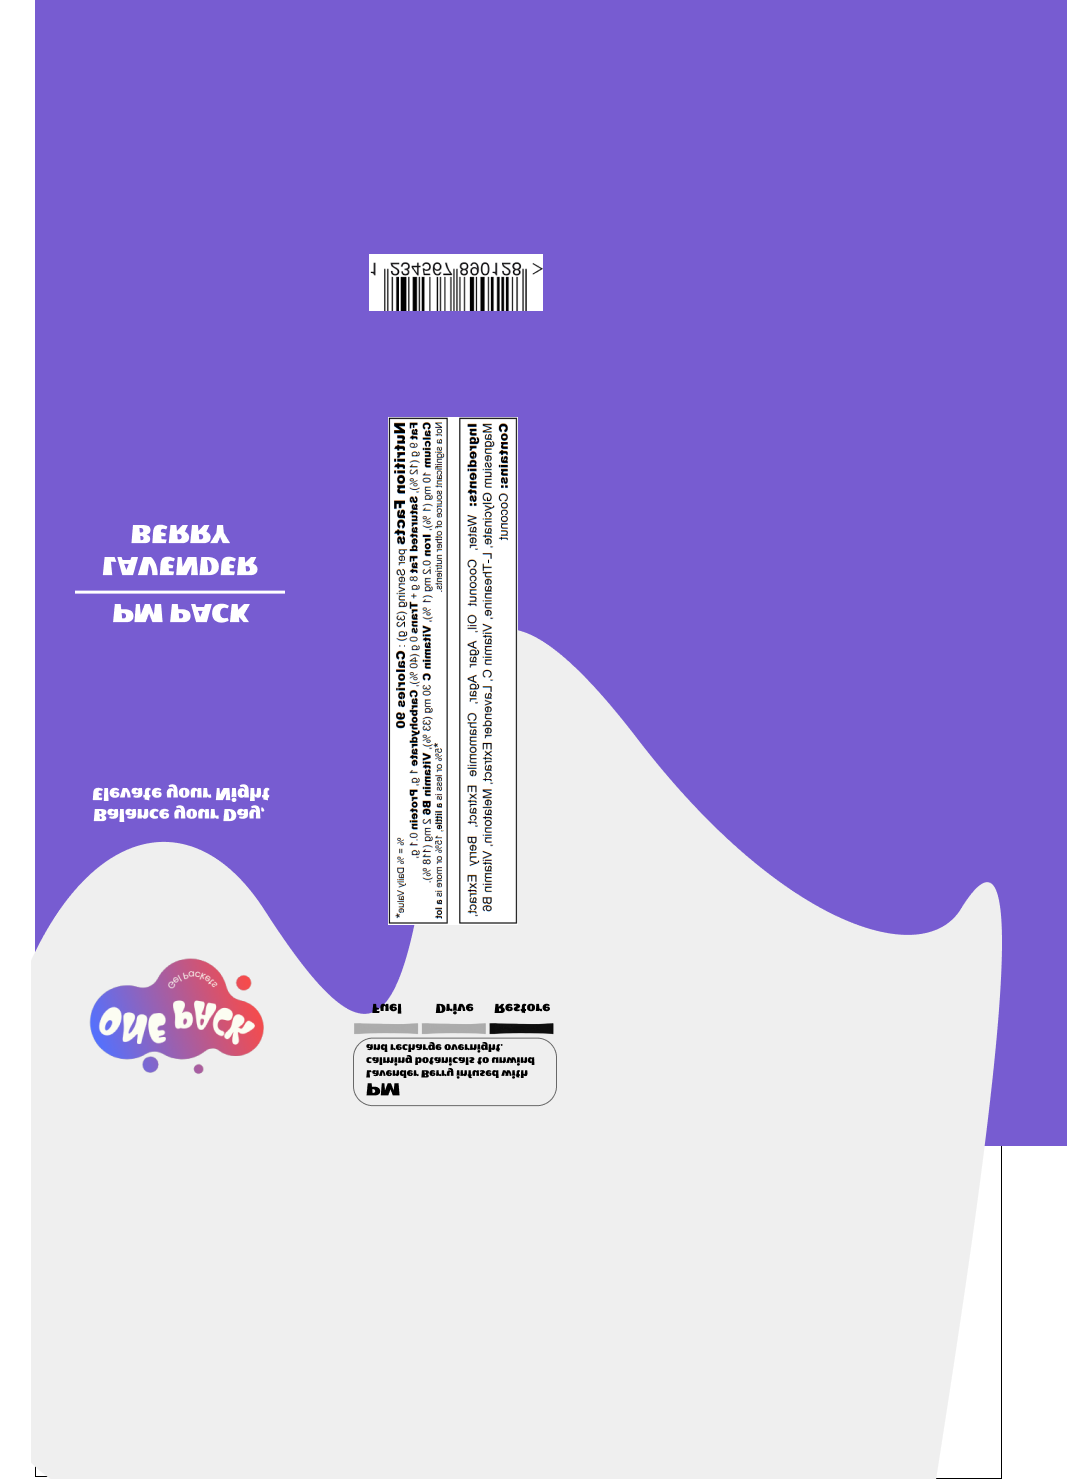 ONE PACK
Gel Packets
Balance your Day,
Elevate your Night
PM PACK
LAVENDER
BERRY
PM
Lavender Berry infused with
calming botanicals to unwind
and recharge overnight.
Fuel Drive Restore
Nutrition Facts per Serving (32 g) : Calories 90 % = % Daily Value*
Fat 9 g (12 %), Saturated Fat 8 g + Trans 0 g (40 %), Carbohydrate 1 g, Protein 0.1 g,
Calcium 10 mg (1 %), Iron 0.2 mg (1 %), Vitamin C 30 mg (33 %), Vitamin B6 2 mg (118 %).
Not a significant source of other nutrients. *5% or less is a little, 15% or more is a lot
Ingredients: Water, Coconut Oil, Agar Agar, Chamomile Extract, Berry Extract,
Magnesium Glycinate, L-Theanine, Vitamin C, Lavender Extract, Melatonin, Vitamin B6
Contains: Coconut
1 234567 890128 >